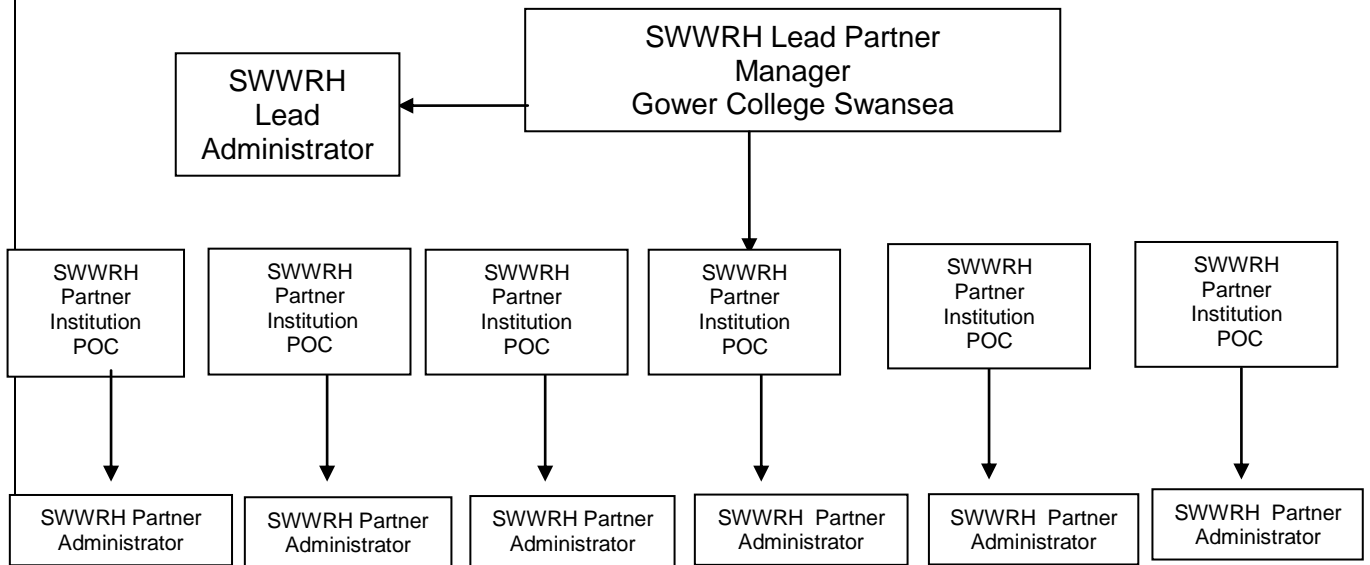 SWWRH Lead Partner
Manager
Gower College Swansea
SWWRH
Lead
Administrator
SWWRH
Partner
Institution
POC
SWWRH
Partner
Institution
POC
SWWRH
Partner
Institution
POC
SWWRH
Partner
Institution
POC
SWWRH
Partner
Institution
POC
SWWRH
Partner
Institution
POC
SWWRH Partner
Administrator
SWWRH Partner
Administrator
SWWRH Partner
Administrator
SWWRH Partner
Administrator
SWWRH Partner
Administrator
SWWRH Partner
Administrator